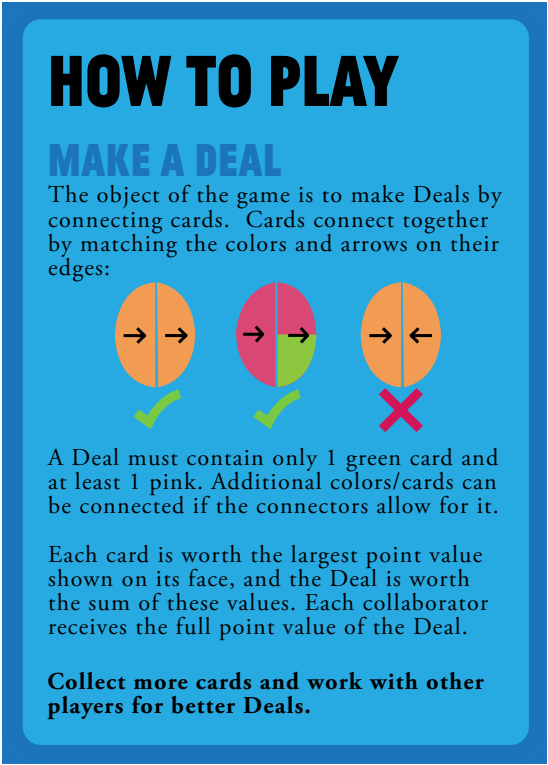 HOW TO PLAY
MAKE A DEAL
The object of the game is to make Deals by
connecting cards.  Cards connect together
by matching the colors and arrows on their
edges:
A Deal must contain only 1 green card and
at least 1 pink. Additional colors/cards can
be connected if the connectors allow for it.
Each card is worth the largest point value
shown on its face, and the Deal is worth
the sum of these values. Each collaborator
receives the full point value of the Deal.
Collect more cards and work with other
players for better Deals.